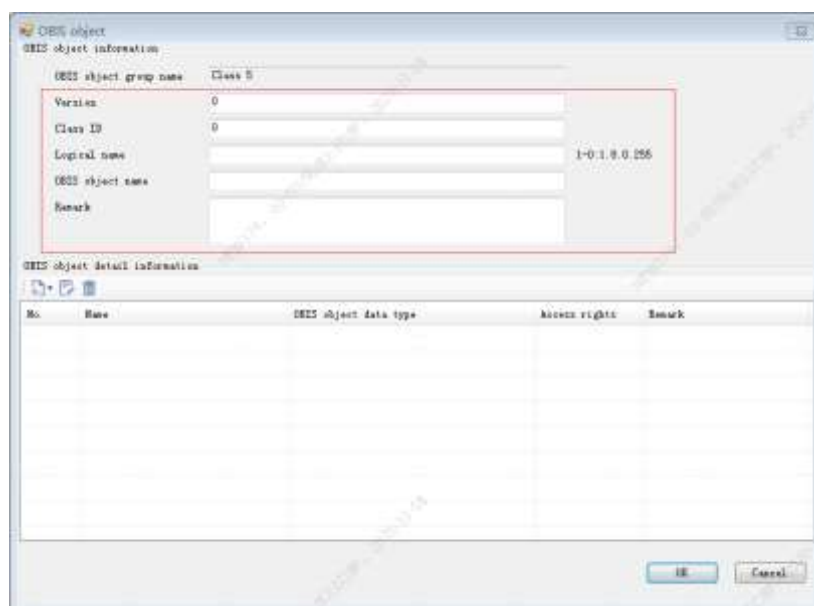 OBIS object
OBIS object information
OBIS object group name
Version 0
Class ID 0
Logical name 1-0:1.8.0.255
OBIS object name
Remark
OBIS object detail information
No. Name OBIS object data type Access rights Remark
OK Cancel